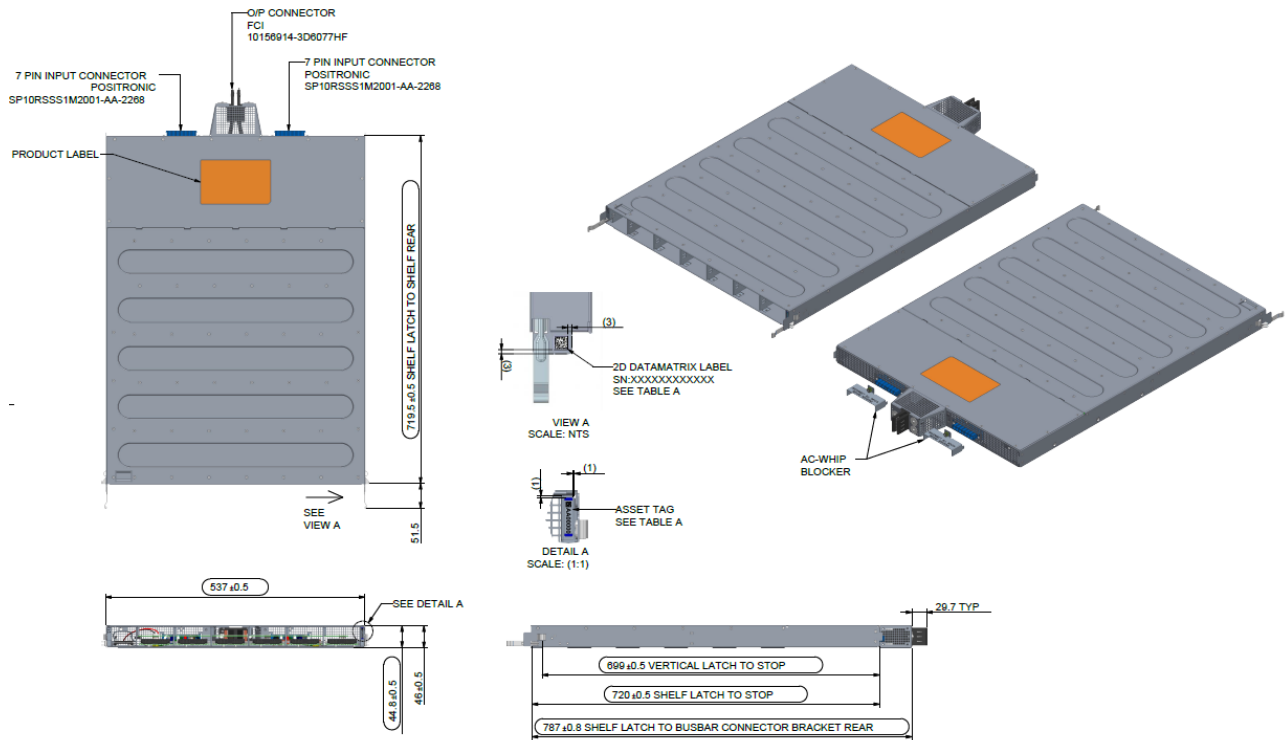 O/P CONNECTOR
FCI
10156914-3D6077HF
7 PIN INPUT CONNECTOR
POSITRONIC
SP10RSSS1M2001-AA-2268
7 PIN INPUT CONNECTOR
POSITRONIC
SP10RSSS1M2001-AA-2268
PRODUCT LABEL
719.5 ±0.5 SHELF LATCH TO SHELF REAR
51.5
SEE
VIEW A
(3)
(3)
2D DATAMATRIX LABEL
SN:XXXXXXXXXXXXX
SEE TABLE A
VIEW A
SCALE: NTS
(1)
(1)
ASSET TAG
SEE TABLE A
DETAIL A
SCALE: (1:1)
AC-WHIP
BLOCKER
537 ±0.5
SEE DETAIL A
44.8±0.5
46±0.5
29.7 TYP
699 ±0.5 VERTICAL LATCH TO STOP
720 ±0.5 SHELF LATCH TO STOP
787 ±0.8 SHELF LATCH TO BUSBAR CONNECTOR BRACKET REAR